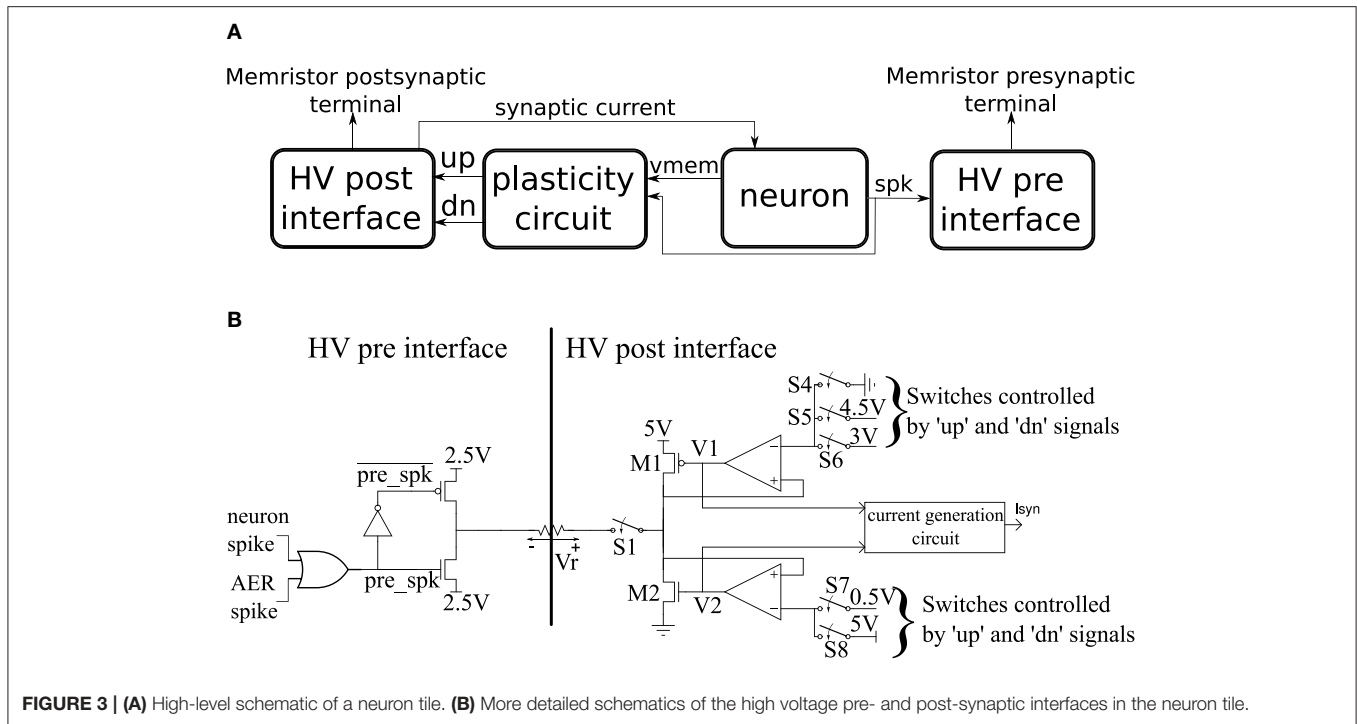 A
Memristor postsynaptic
terminal
Memristor presynaptic
terminal
synaptic current
HV post
interface
up
dn
plasticity
circuit
vmem
neuron
spk
HV pre
interface
B
HV pre interface
HV post interface
neuron
spike
AER
spike
pre_spk
pre_spk
2.5V
2.5V
- +
Vr
S1
5V
M1
V1
M2
V2
-
+
+
-
S4
S5
4.5V
3V
S6
Switches controlled
by 'up' and 'dn' signals
current generation
circuit
Isyn
S7
0.5V
5V
S8
Switches controlled
by 'up' and 'dn' signals
FIGURE 3 | (A) High-level schematic of a neuron tile. (B) More detailed schematics of the high voltage pre- and post-synaptic interfaces in the neuron tile.